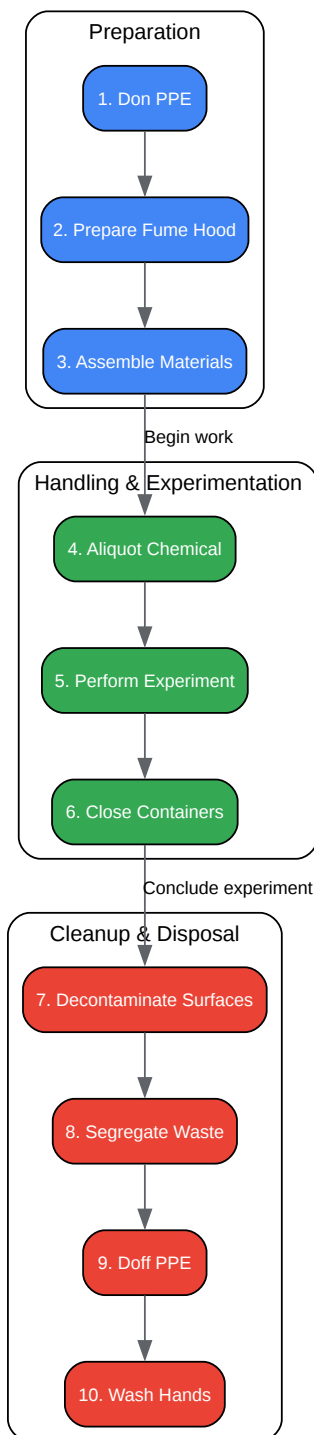 Preparation
1. Don PPE
2. Prepare Fume Hood
3. Assemble Materials
Begin work
Handling & Experimentation
4. Aliquot Chemical
5. Perform Experiment
6. Close Containers
Conclude experiment
Cleanup & Disposal
7. Decontaminate Surfaces
8. Segregate Waste
9. Doff PPE
10. Wash Hands